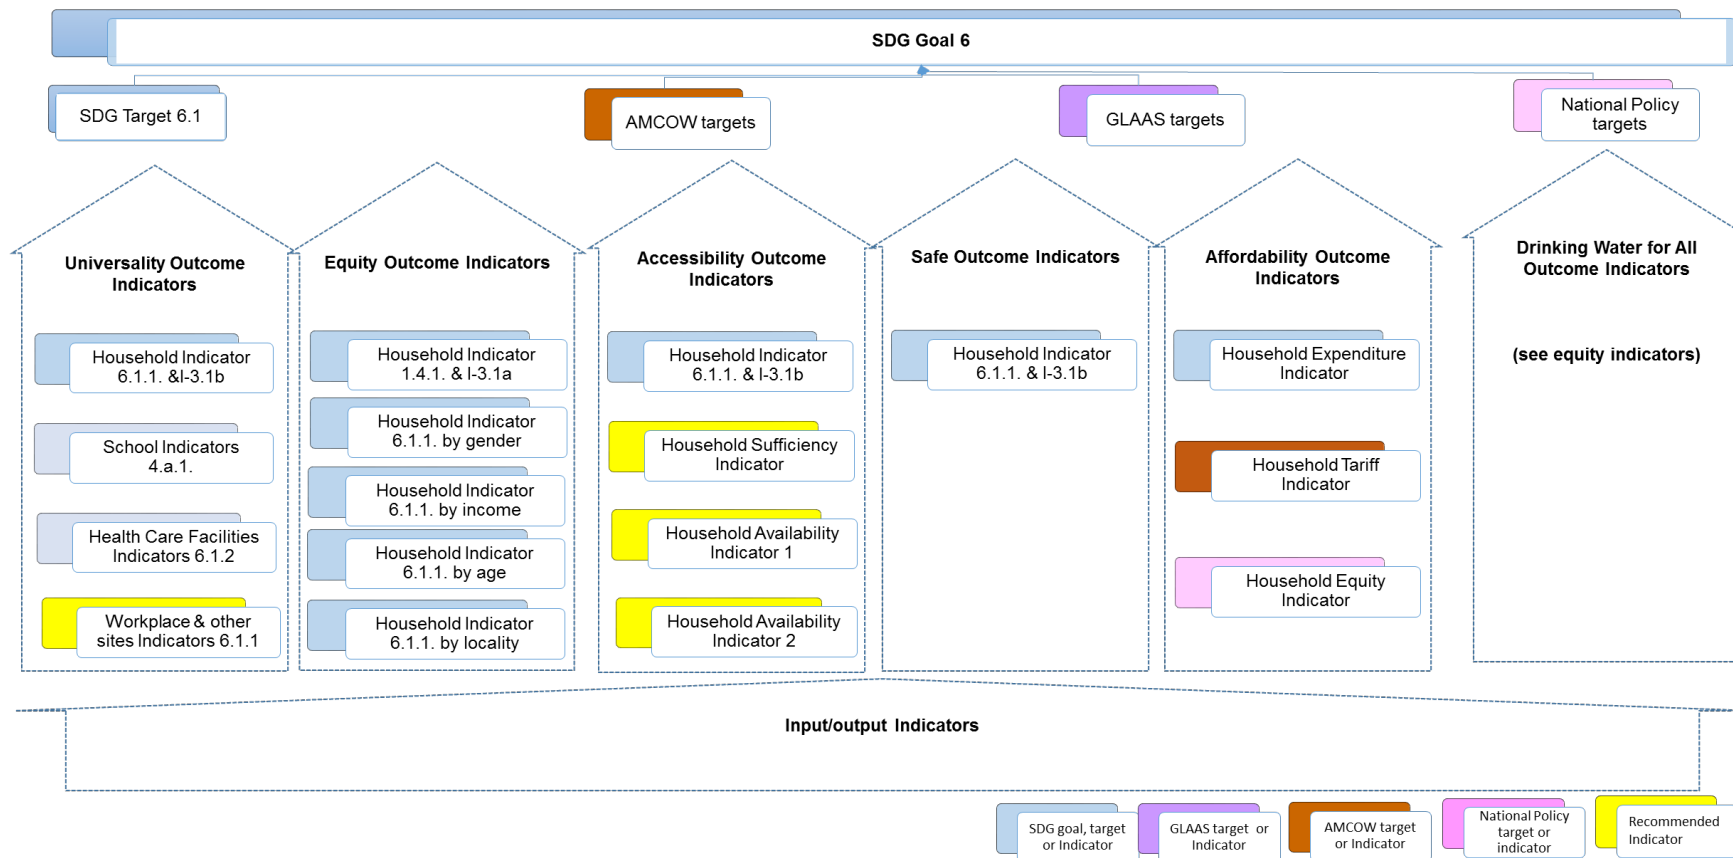 SDG Goal 6
SDG Target 6.1
AMCOW targets
GLAAS targets
National Policy
targets
Universality Outcome
Indicators
Household Indicator
6.1.1. &I-3.1b
School Indicators
4.a.1.
Health Care Facilities
Indicators 6.1.2
Workplace & other
sites Indicators 6.1.1
Equity Outcome Indicators
Household Indicator
1.4.1. & I-3.1a
Household Indicator
6.1.1. by gender
Household Indicator
6.1.1. by income
Household Indicator
6.1.1. by age
Household Indicator
6.1.1. by locality
Accessibility Outcome
Indicators
Household Indicator
6.1.1. & I-3.1b
Household Sufficiency
Indicator
Household Availability
Indicator 1
Household Availability
Indicator 2
Safe Outcome Indicators
Household Indicator
6.1.1. & I-3.1b
Affordability Outcome
Indicators
Household Expenditure
Indicator
Household Tariff
Indicator
Household Equity
Indicator
Drinking Water for All
Outcome Indicators
(see equity indicators)
Input/output Indicators
SDG goal, target
or Indicator
GLAAS target or
Indicator
AMCOW target
or Indicator
National Policy
target or
indicator
Recommended
Indicator